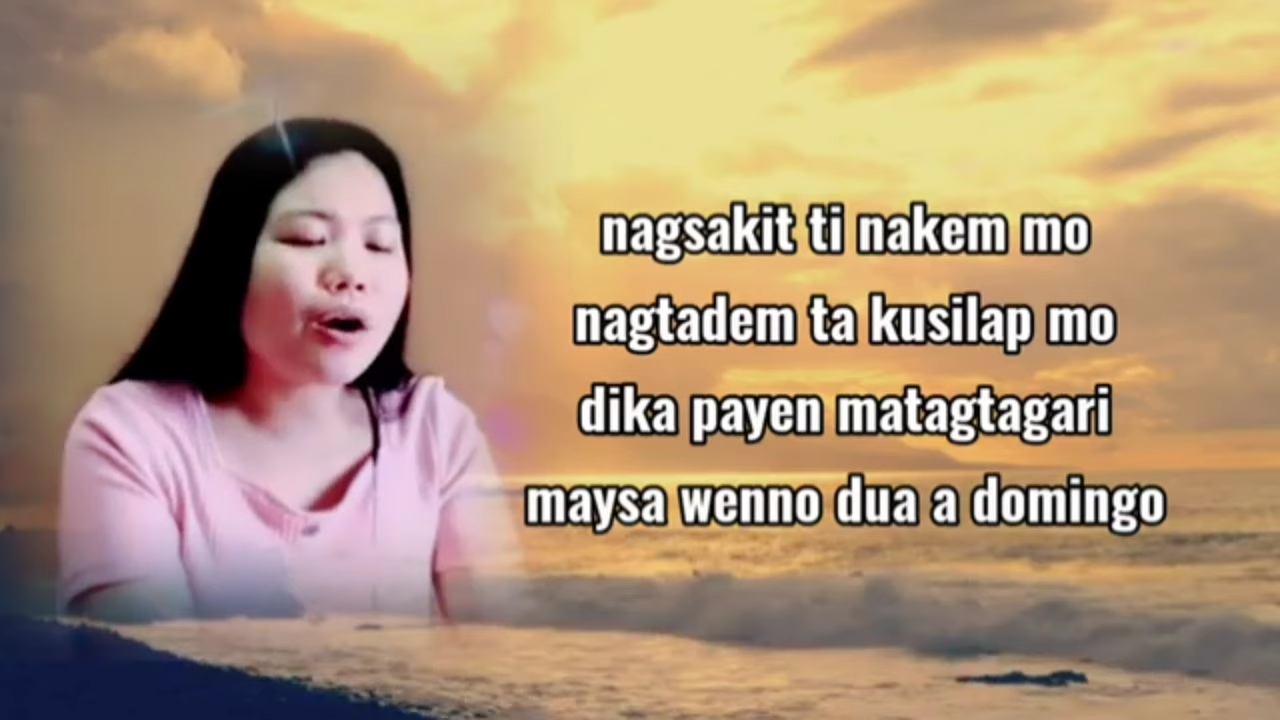 nagsakit ti nakem mo
nagtadem ta kusilap mo
dika payen matagtagari
maysa wenno dua a domingo